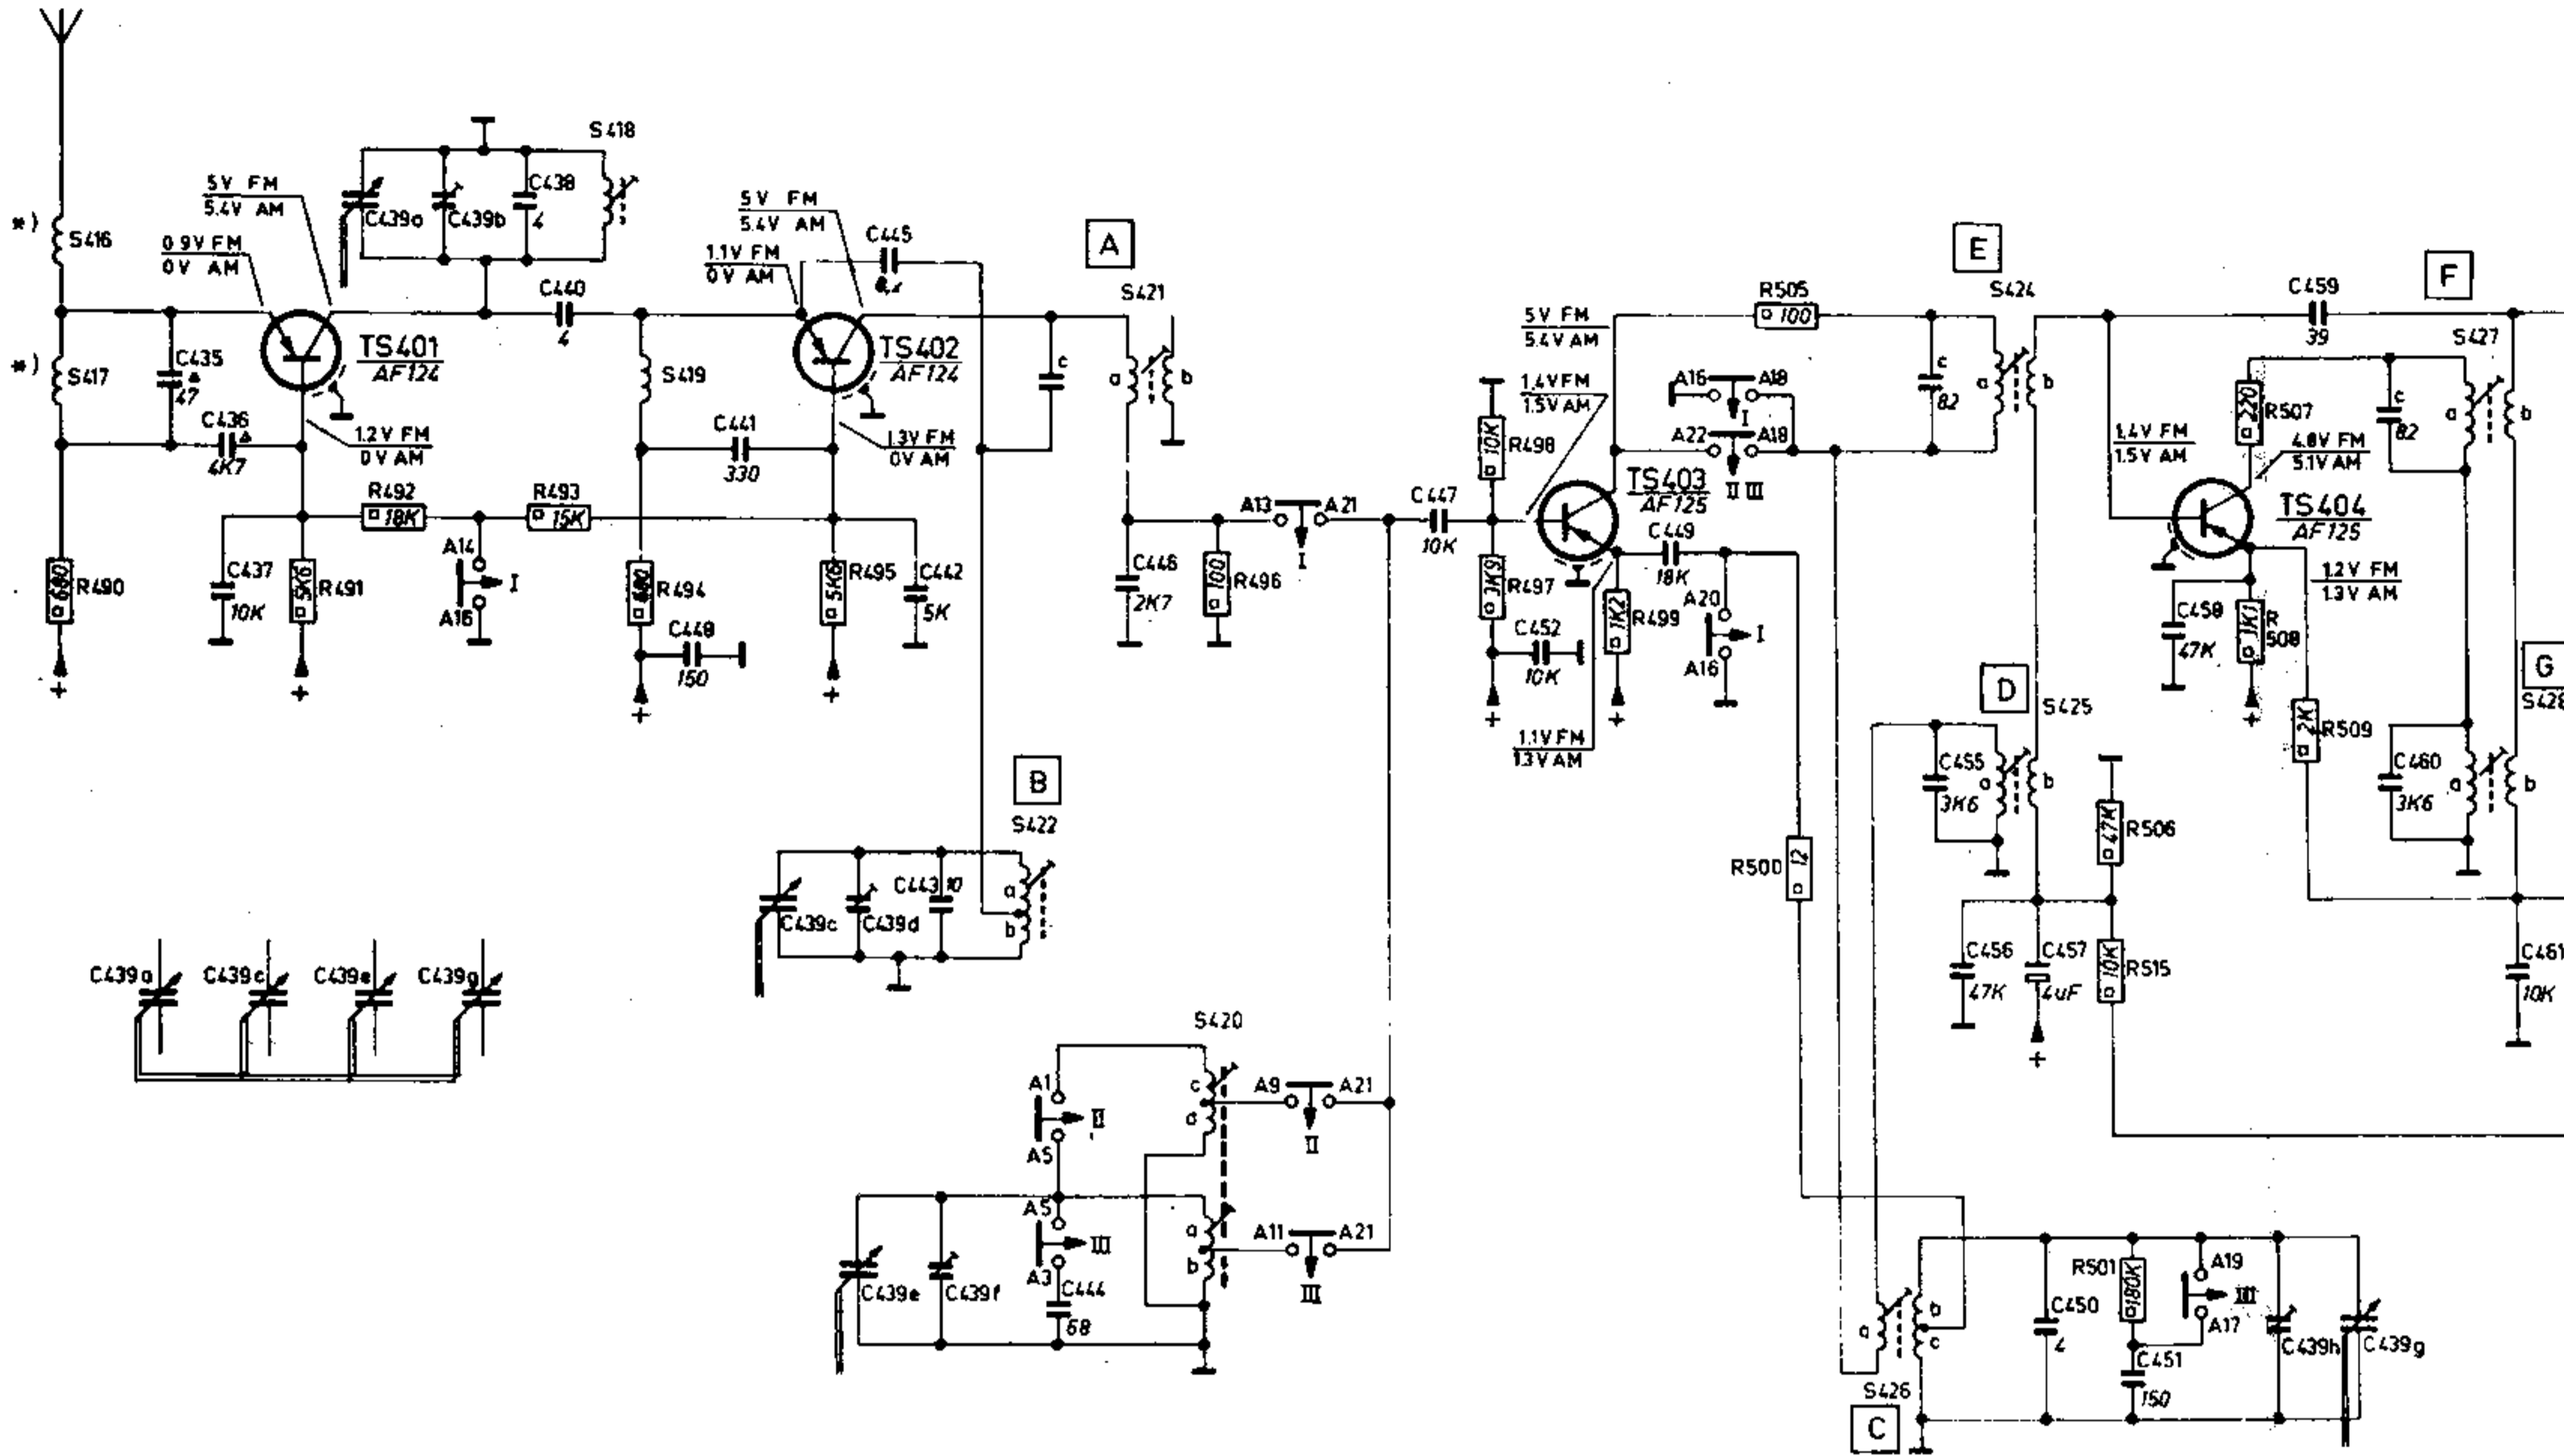 S418
5V FM
5.4V AM
C439a
C439b
C438
4
*)
S416
0.9V FM
0V AM
5V FM
5.4V AM
1.1V FM
0V AM
C445
A
S421
C440
4
*)
S417
C435
47
TS401
AF124
S419
TS402
AF124
c
a
b
C436
4K7
1.2V FM
0V AM
C441
330
1.3V FM
0V AM
R492
18K
R493
15K
A14
I
A16
R490
680
C437
10K
R491
5K6
R494
680
C448
150
R495
5K6
C442
5K
C446
2K7
R496
100
A13
A21
I
C447
10K
+
+
+
+
5V FM
5.4V AM
1.4V FM
1.5V AM
10K
R498
R505
100
A16
A18
I
A22
A18
II III
TS403
AF125
C449
18K
3K9
R497
C452
10K
1K2
R499
A20
I
A16
+
+
1.1V FM
1.3V AM
E
S424
c
82
a
b
C459
39
F
S427
220
R507
c
82
a
b
1.4V FM
1.5V AM
4.8V FM
5.1V AM
TS404
AF125
1.2V FM
1.3V AM
C458
47K
1K1
R
508
+
2K
R509
D
S425
C455
3K6
a
b
47K
R506
C460
3K6
a
b
G
S428
R500
12
C456
47K
C457
4uF
+
10K
R515
C461
10K
B
S422
C439c
C439d
C443
10
a
b
C439a
C439c
C439e
C439g
S420
A1
II
A5
c
A9
A21
II
A5
III
A3
a
b
A11
A21
III
C439e
C439f
C444
68
a
b
c
S426
C
C450
4
R501
180K
C451
150
A19
III
A17
C439h
C439g